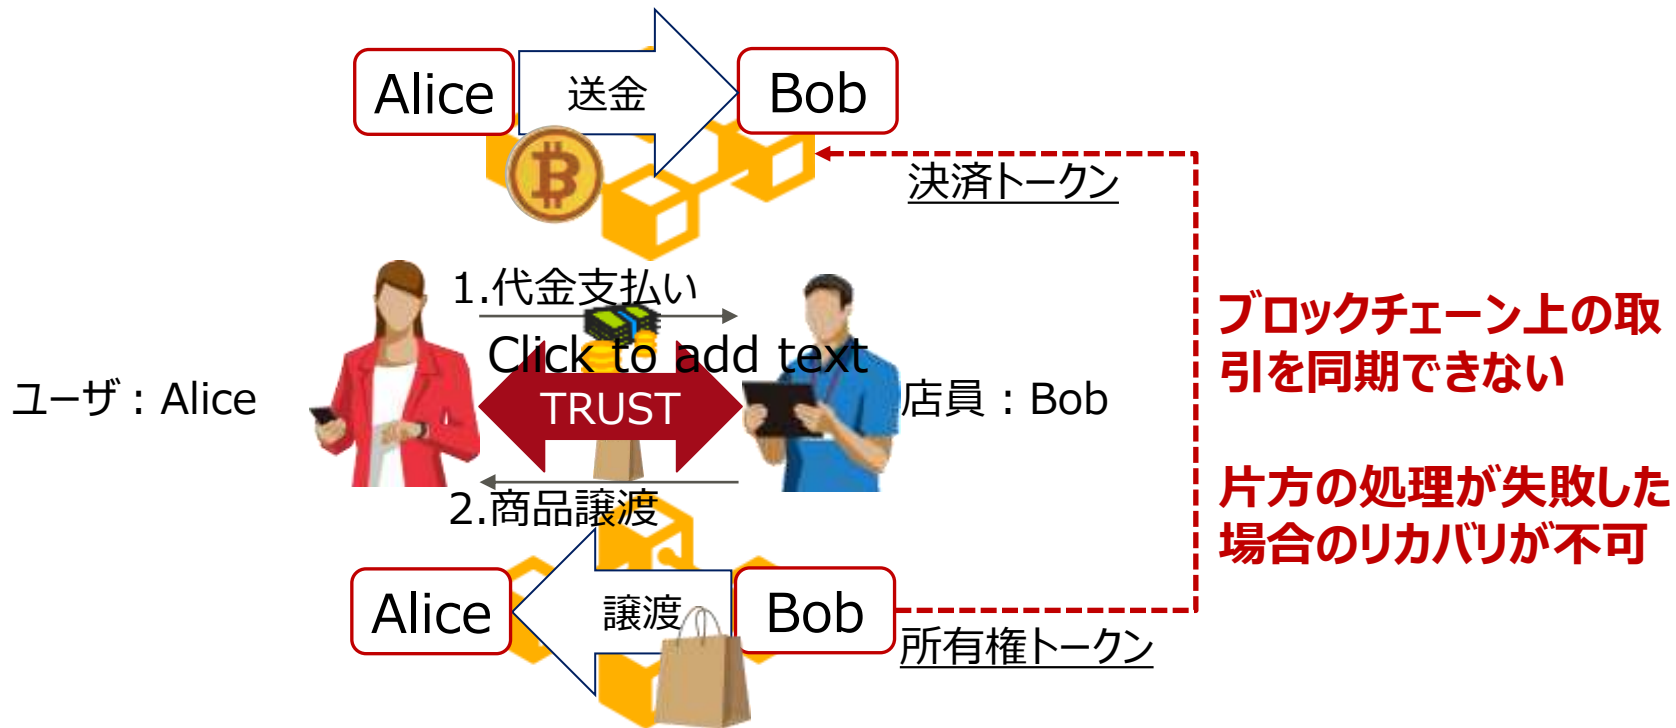 Alice
送金
Bob
決済トークン
1.代金支払い
Click to add text
TRUST
ユーザ：Alice
店員：Bob
2.商品譲渡
Alice
譲渡
Bob
所有権トークン
ブロックチェーン上の取
引を同期できない
片方の処理が失敗した
場合のリカバリが不可